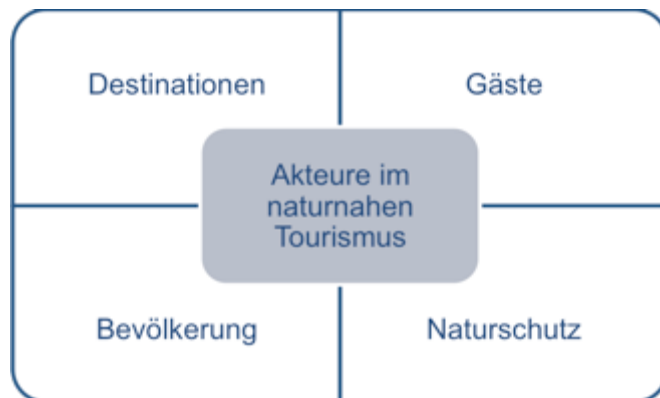 Destinationen
Gäste
Akteure im
naturnahen
Tourismus
Bevölkerung
Naturschutz